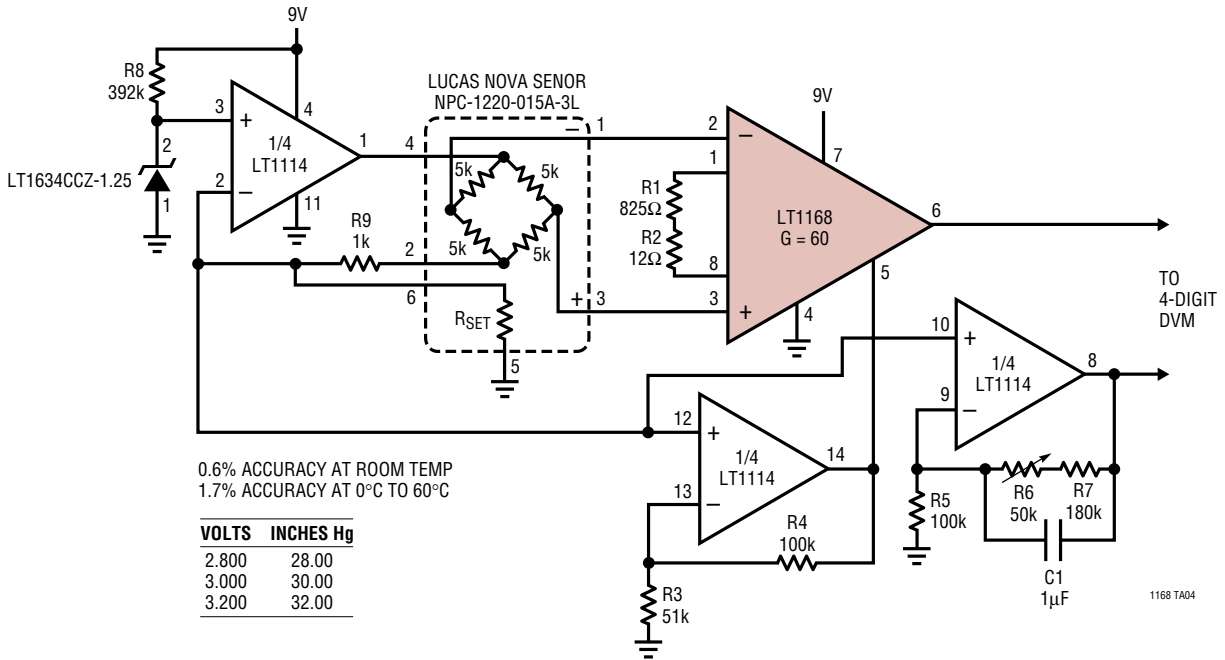 9V
R8
392k
3
+
4
1/4
LT1114
1
2
LT1634CCZ-1.25
1
2
–
11
R9
1k
LUCAS NOVA SENOR
NPC-1220-015A-3L
4
5k
5k
5k
5k
2
6
RSET
5
–
1
+
3
9V
2
–
7
1
R1
825Ω
R2
12Ω
8
3
+
LT1168
G = 60
6
5
4
TO
4-DIGIT
DVM
10
+
1/4
LT1114
8
9
–
12
+
1/4
LT1114
14
13
–
R4
100k
R3
51k
R5
100k
R6
50k
R7
180k
C1
1µF
0.6% ACCURACY AT ROOM TEMP
1.7% ACCURACY AT 0°C TO 60°C
VOLTS INCHES Hg
2.800 28.00
3.000 30.00
3.200 32.00
1168 TA04